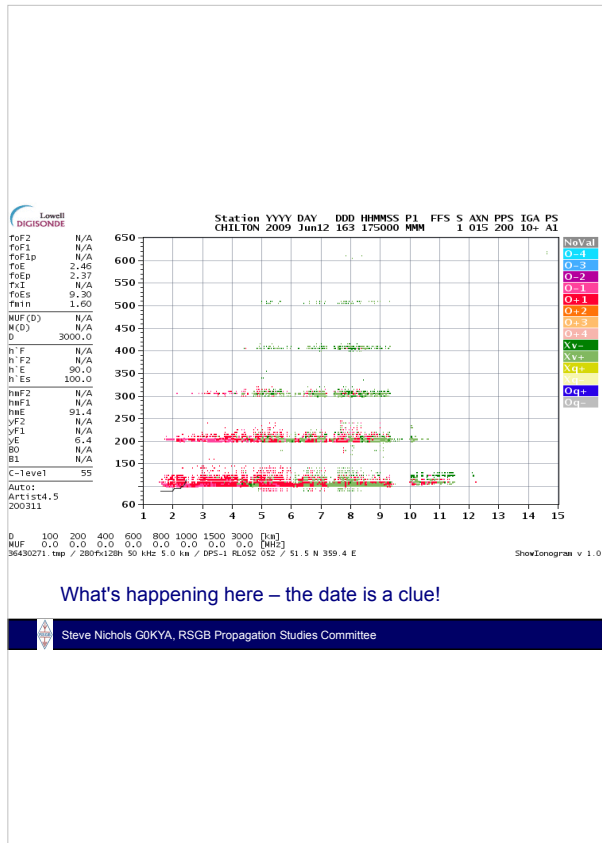 Lowell
DIGISONDE
Station YYYY DAY DDD HHMMSS P1 FFS S AXN PPS IGA PS
CHILTON 2009 Jun12 163 175000 MMM 1 015 200 10+ A1
foF2 N/A
foF1 N/A
foF1p N/A
foE 2.46
foEp 2.37
fxI N/A
foEs 9.30
fmin 1.60
MUF(D) N/A
M(D) N/A
D 3000.0
h`F N/A
h`F2 N/A
h`E 90.0
h`Es 100.0
hmF2 N/A
hmF1 N/A
hmE 91.4
yF2 N/A
yF1 N/A
yE 6.4
B0 N/A
B1 N/A
C-level 55
Auto:
Artist4.5
200311
650
600
550
500
450
400
350
300
250
200
150
60
1 2 3 4 5 6 7 8 9 10 11 12 13 14 15
NoVal
O-4
O-3
O-2
O-1
O+1
O+2
O+3
O+4
Xv-
Xv+
Xq+
Oq+
Oq-
D 100 200 400 600 800 1000 1500 3000 [km]
MUF 0.0 0.0 0.0 0.0 0.0 0.0 0.0 0.0 [MHz]
36430271.tmp / 280fx128h 50 kHz 5.0 km / DPS-1 RL052 052 / 51.5 N 359.4 E
ShowIonogram v 1.0
What's happening here – the date is a clue!
Steve Nichols G0KYA, RSGB Propagation Studies Committee